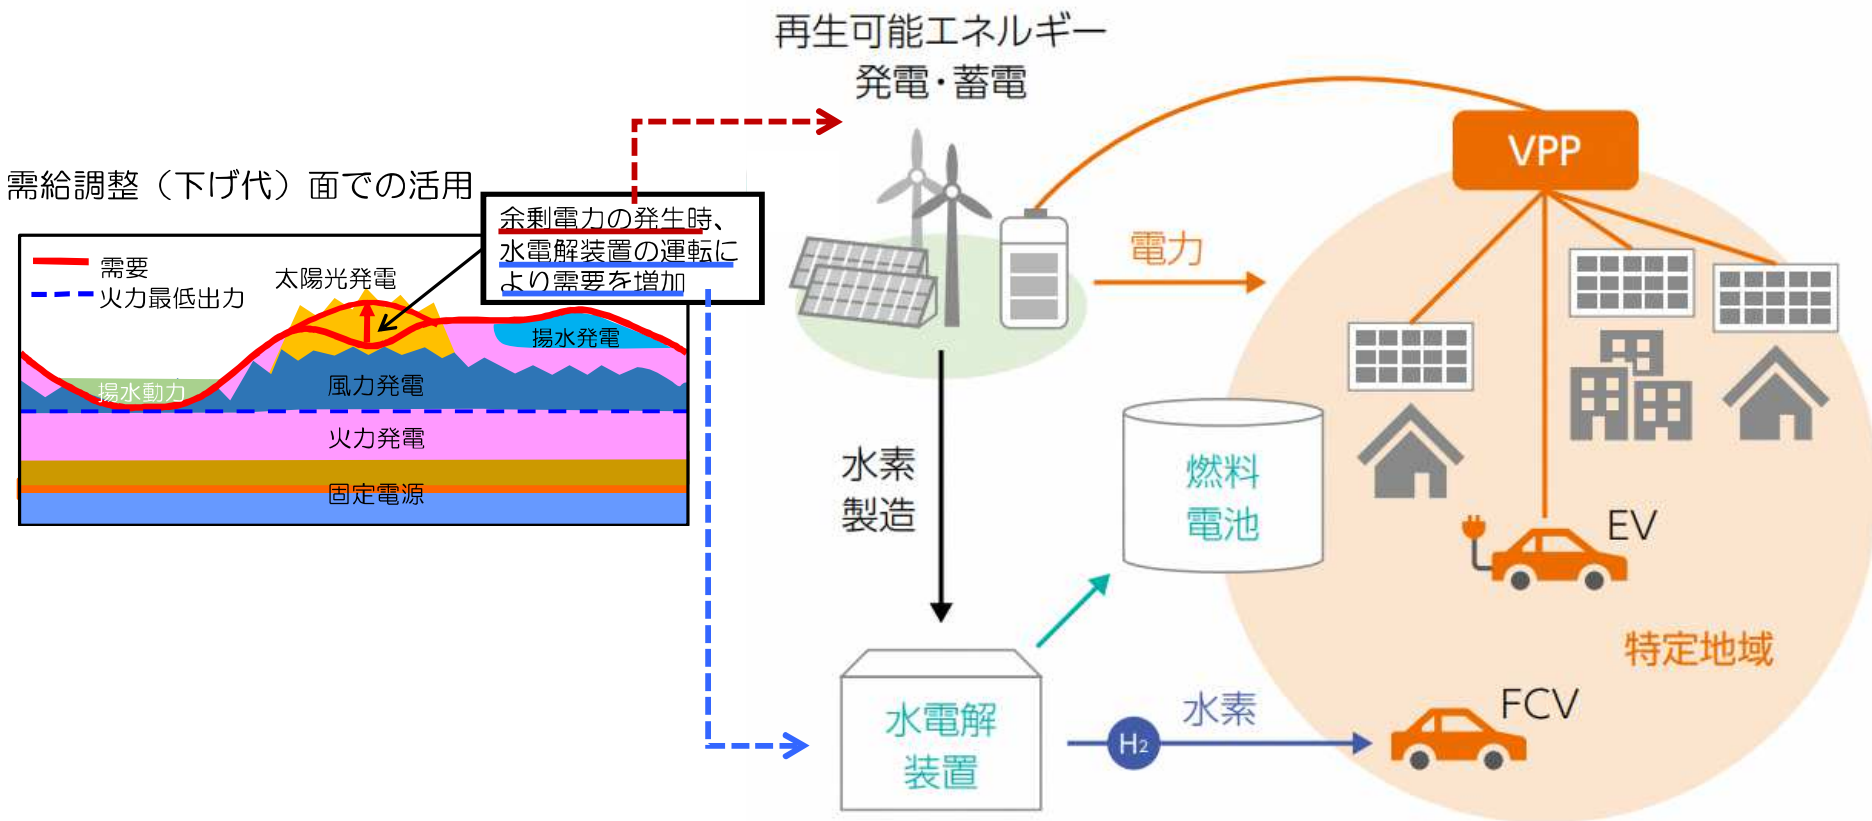 再生可能エネルギー
発電・蓄電
VPP
需給調整（下げ代）面での活用
余剰電力の発生時、
水電解装置の運転に
より需要を増加
需要
火力最低出力
太陽光発電
揚水発電
揚水動力
風力発電
火力発電
固定電源
電力
水素
製造
燃料
電池
EV
特定地域
水電解
装置
H2
水素
FCV